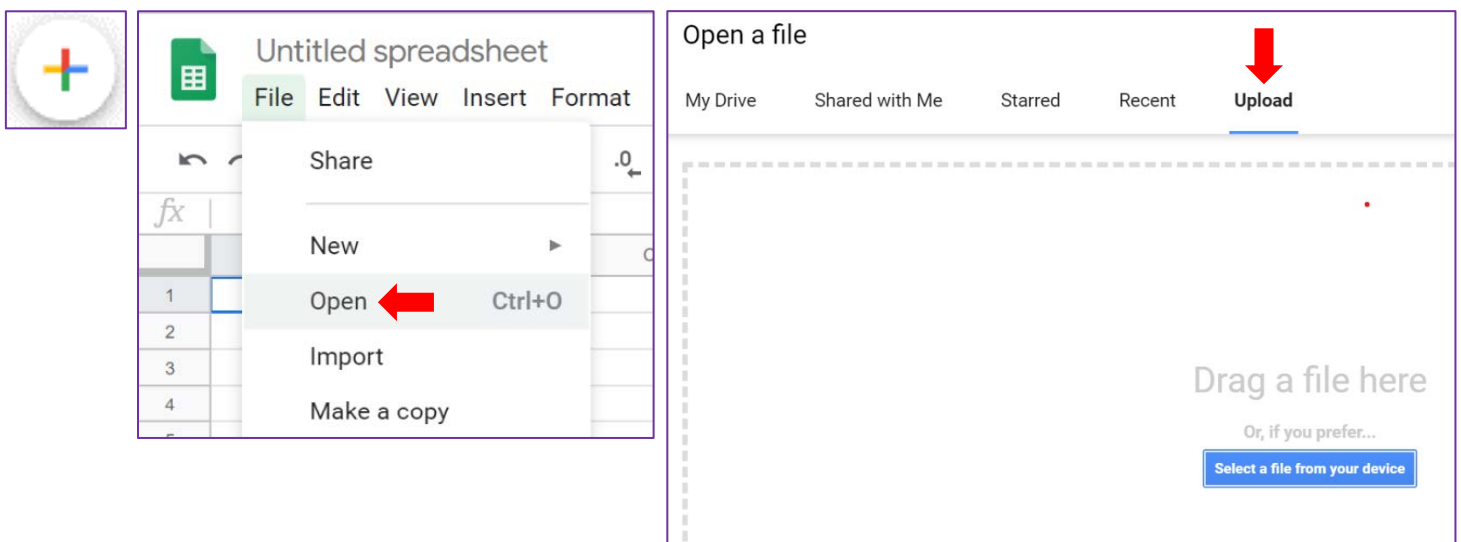 Untitled spreadsheet
File Edit View Insert Format
Share
.0
fx
New
C
1
Open Ctrl+O
2
Import
3
4
Make a copy
Open a file
My Drive Shared with Me Starred Recent Upload
Drag a file here
Or, if you prefer...
Select a file from your device